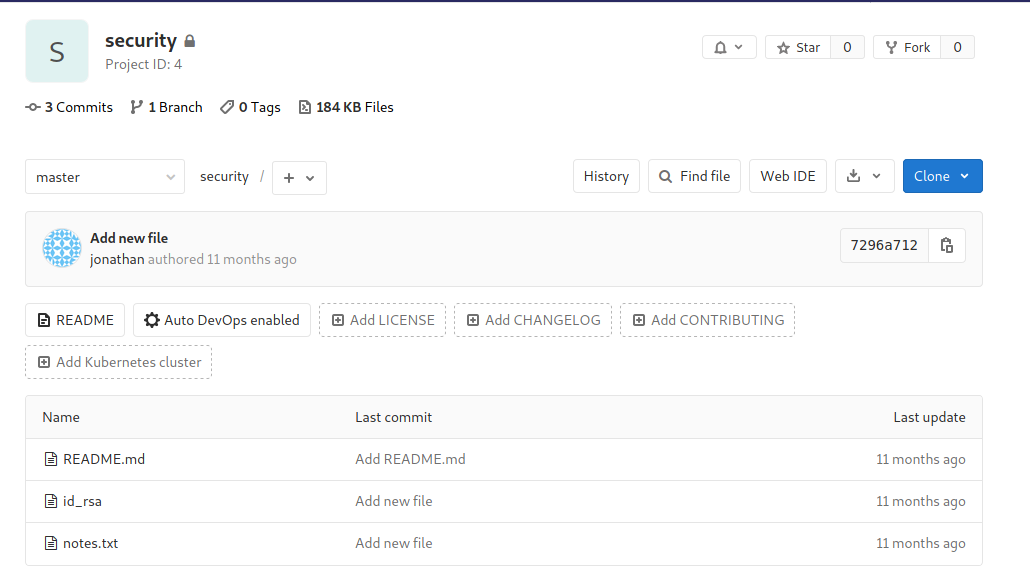 S
security
Project ID: 4
Star 0 Fork 0
3 Commits 1 Branch 0 Tags 184 KB Files
master security / + History Find file Web IDE Clone
Add new file
jonathan authored 11 months ago
7296a712
README Auto DevOps enabled Add LICENSE Add CHANGELOG Add CONTRIBUTING
Add Kubernetes cluster
Name Last commit Last update
README.md Add README.md 11 months ago
id_rsa Add new file 11 months ago
notes.txt Add new file 11 months ago